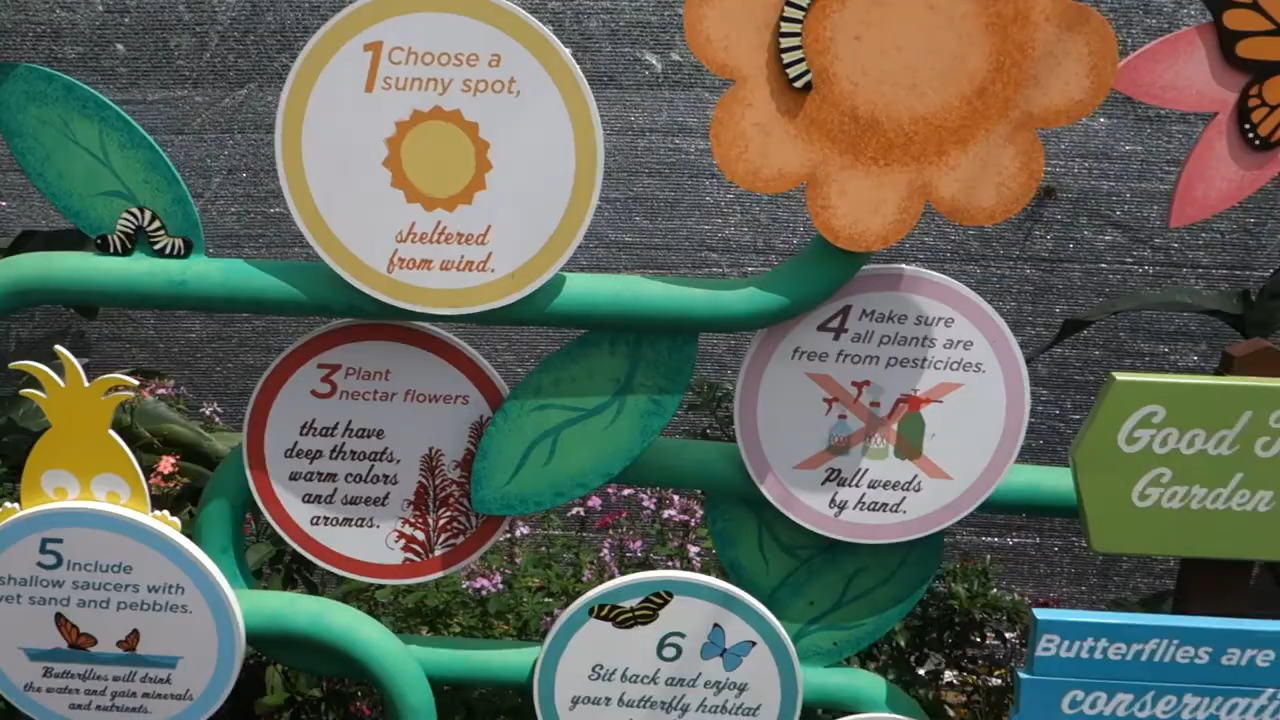 1 Choose a
sunny spot,
sheltered
from wind.
3 Plant
nectar flowers
that have
deep throats,
warm colors
and sweet
aromas.
4 Make sure
all plants are
free from pesticides.
Pull weeds
by hand.
Good
Garden
5 Include
shallow saucers with
wet sand and pebbles.
Butterflies will drink
the water and gain minerals
and nutrients.
6
Sit back and enjoy
your butterfly habitat
Butterflies are
conservati